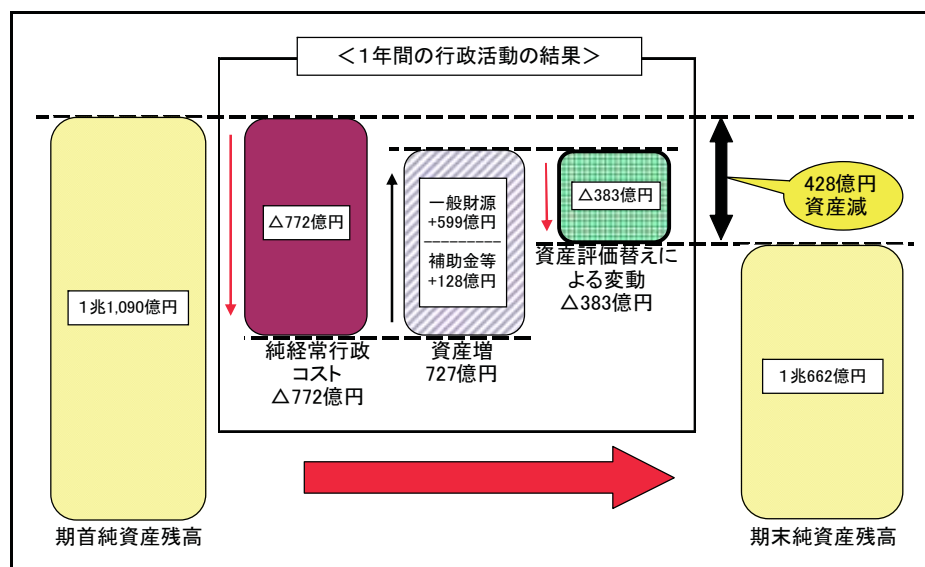 ＜１年間の行政活動の結果＞
1兆1,090億円
期首純資産残高
△772億円
純経常行政
コスト
△772億円
一般財源
+599億円
補助金等
+128億円
資産増
727億円
△383億円
資産評価替えに
よる変動
△383億円
428億円
資産減
1兆662億円
期末純資産残高